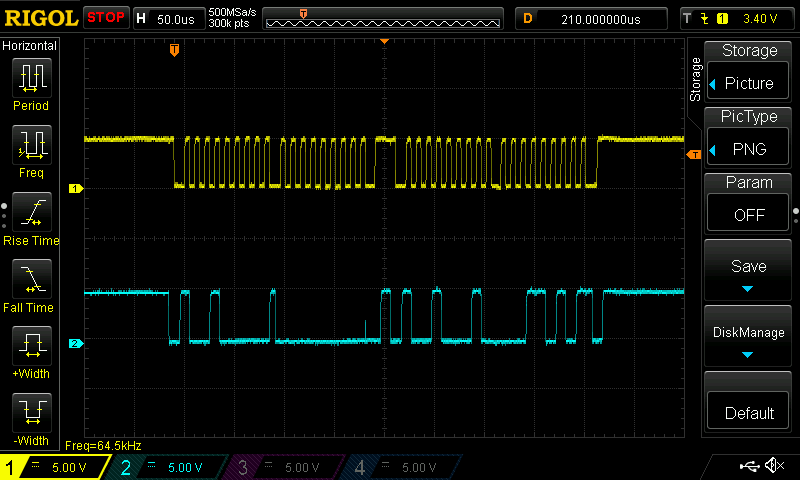 RIGOL STOP H 50.0us 500MSa/s 300k pts T D 210.000000us T 1 3.40 V
Horizontal
Period
Freq
Rise Time
Fall Time
+Width
-Width
T
T
1
2
Freq=64.5kHz
Storage
Storage
Picture
PicType
PNG
Param
OFF
Save
DiskManage
Default
1 5.00 V 2 5.00 V 3 5.00 V 4 5.00 V